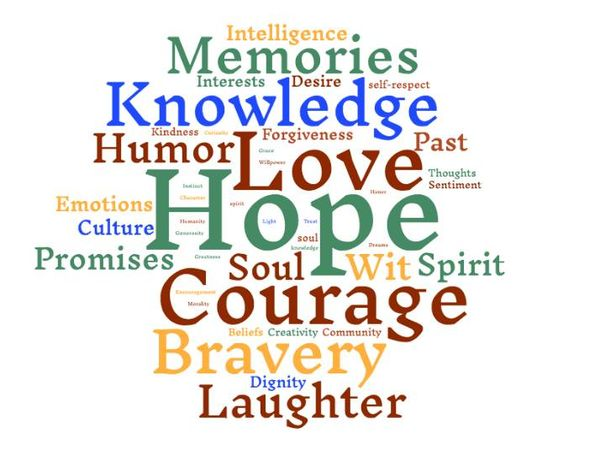 Intelligence
Memories
Interests Desire self-respect
Knowledge
Kindness Curiosity Forgiveness Past
Humor Love
Grace
Willpower
Thoughts
Sentiment
Instinct
Hope
Character
Honor
Emotions spirit
Humanity Light Trust
Culture Generosity
soul
knowledge Dreams
Promises Greatness
Soul Wit Spirit
Courage
Encouragement
Morality
Beliefs Creativity Community
Bravery
Dignity
Laughter